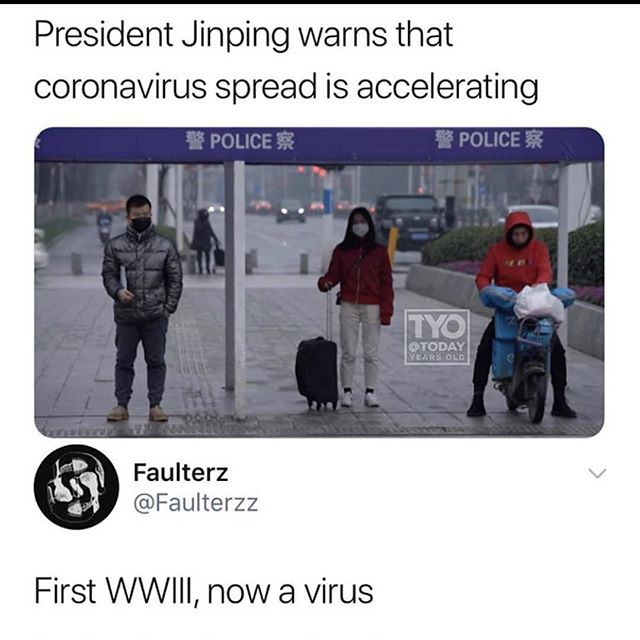 President Jinping warns that
coronavirus spread is accelerating
警 POLICE 察
警 POLICE 察
TYO
@TODAY
YEARS OLD
Faulterz
@Faulterzz
First WWIII, now a virus